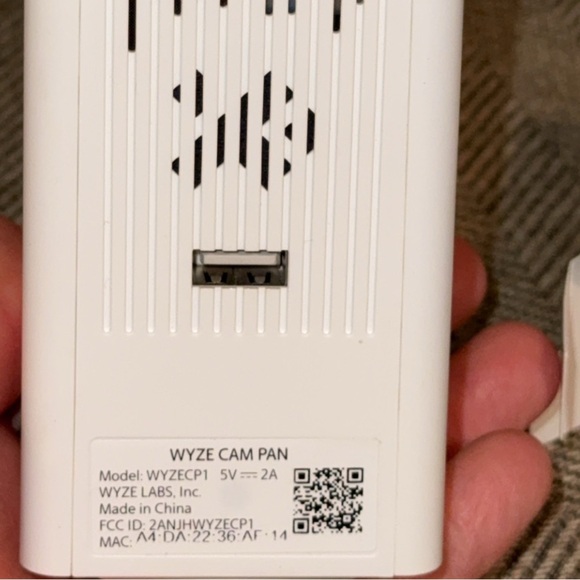 WYZE CAM PAN
Model: WYZECP1 5V ⎓ 2A
WYZE LABS, Inc.
Made in China
FCC ID: 2ANJHWYZECP1
MAC: A4:DA:22:36:AF:14